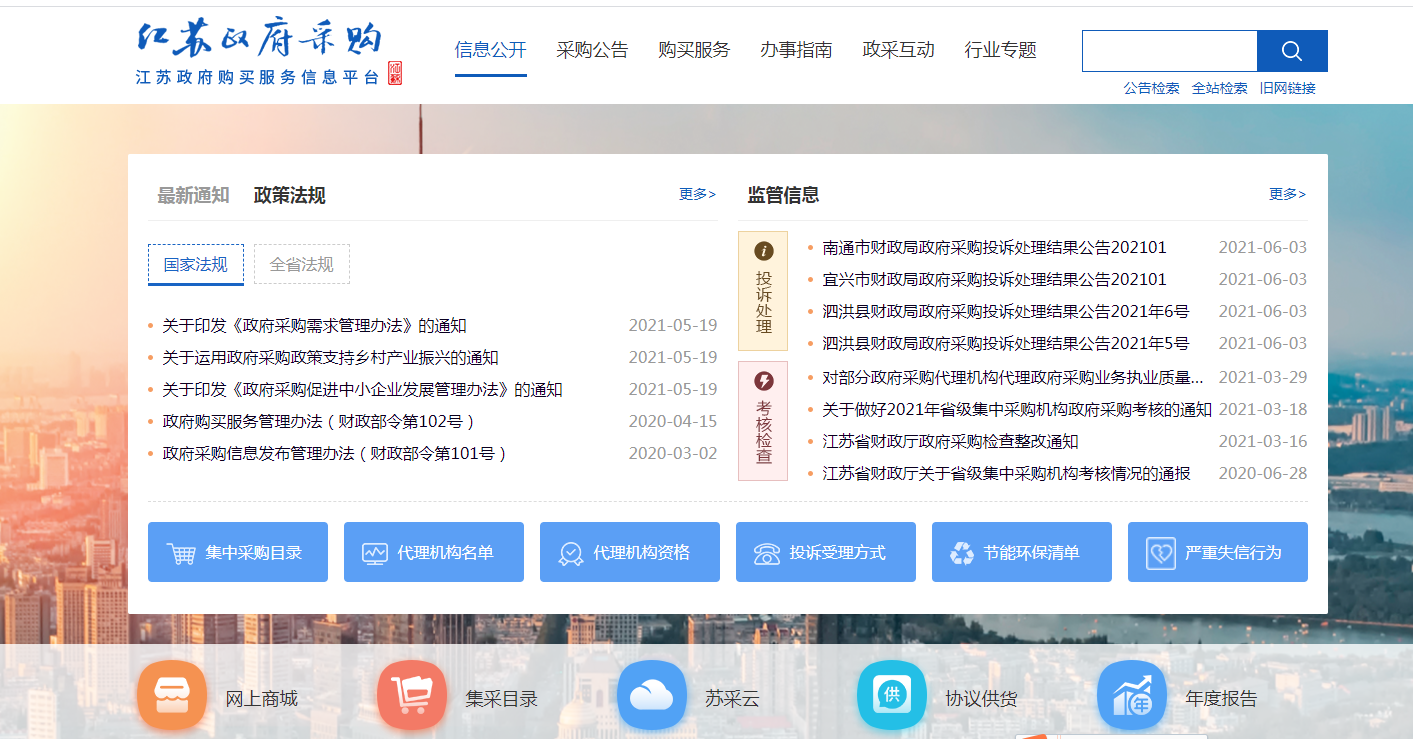 江苏政府采购
江苏政府购买服务信息平台
信息公开 采购公告 购买服务 办事指南 政采互动 行业专题
公告检索 全站检索 旧网链接
最新通知 政策法规 更多>
国家法规 全省法规
关于印发《政府采购需求管理办法》的通知 2021-05-19
关于运用政府采购政策支持乡村产业振兴的通知 2021-05-19
关于印发《政府采购促进中小企业发展管理办法》的通知 2021-05-19
政府购买服务管理办法（财政部令第102号） 2020-04-15
政府采购信息发布管理办法（财政部令第101号） 2020-03-02
监管信息 更多>
投诉处理
南通市财政局政府采购投诉处理结果公告202101 2021-06-03
宜兴市财政局政府采购投诉处理结果公告202101 2021-06-03
泗洪县财政局政府采购投诉处理结果公告2021年6号 2021-06-03
泗洪县财政局政府采购投诉处理结果公告2021年5号 2021-06-03
考核检查
对部分政府采购代理机构代理政府采购业务执业质量... 2021-03-29
关于做好2021年省级集中采购机构政府采购考核的通知 2021-03-18
江苏省财政厅政府采购检查整改通知 2021-03-16
江苏省财政厅关于省级集中采购机构考核情况的通报 2020-06-28
集中采购目录 代理机构名单 代理机构资格 投诉受理方式 节能环保清单 严重失信行为
网上商城 集采目录 苏采云 供 协议供货 年 年度报告